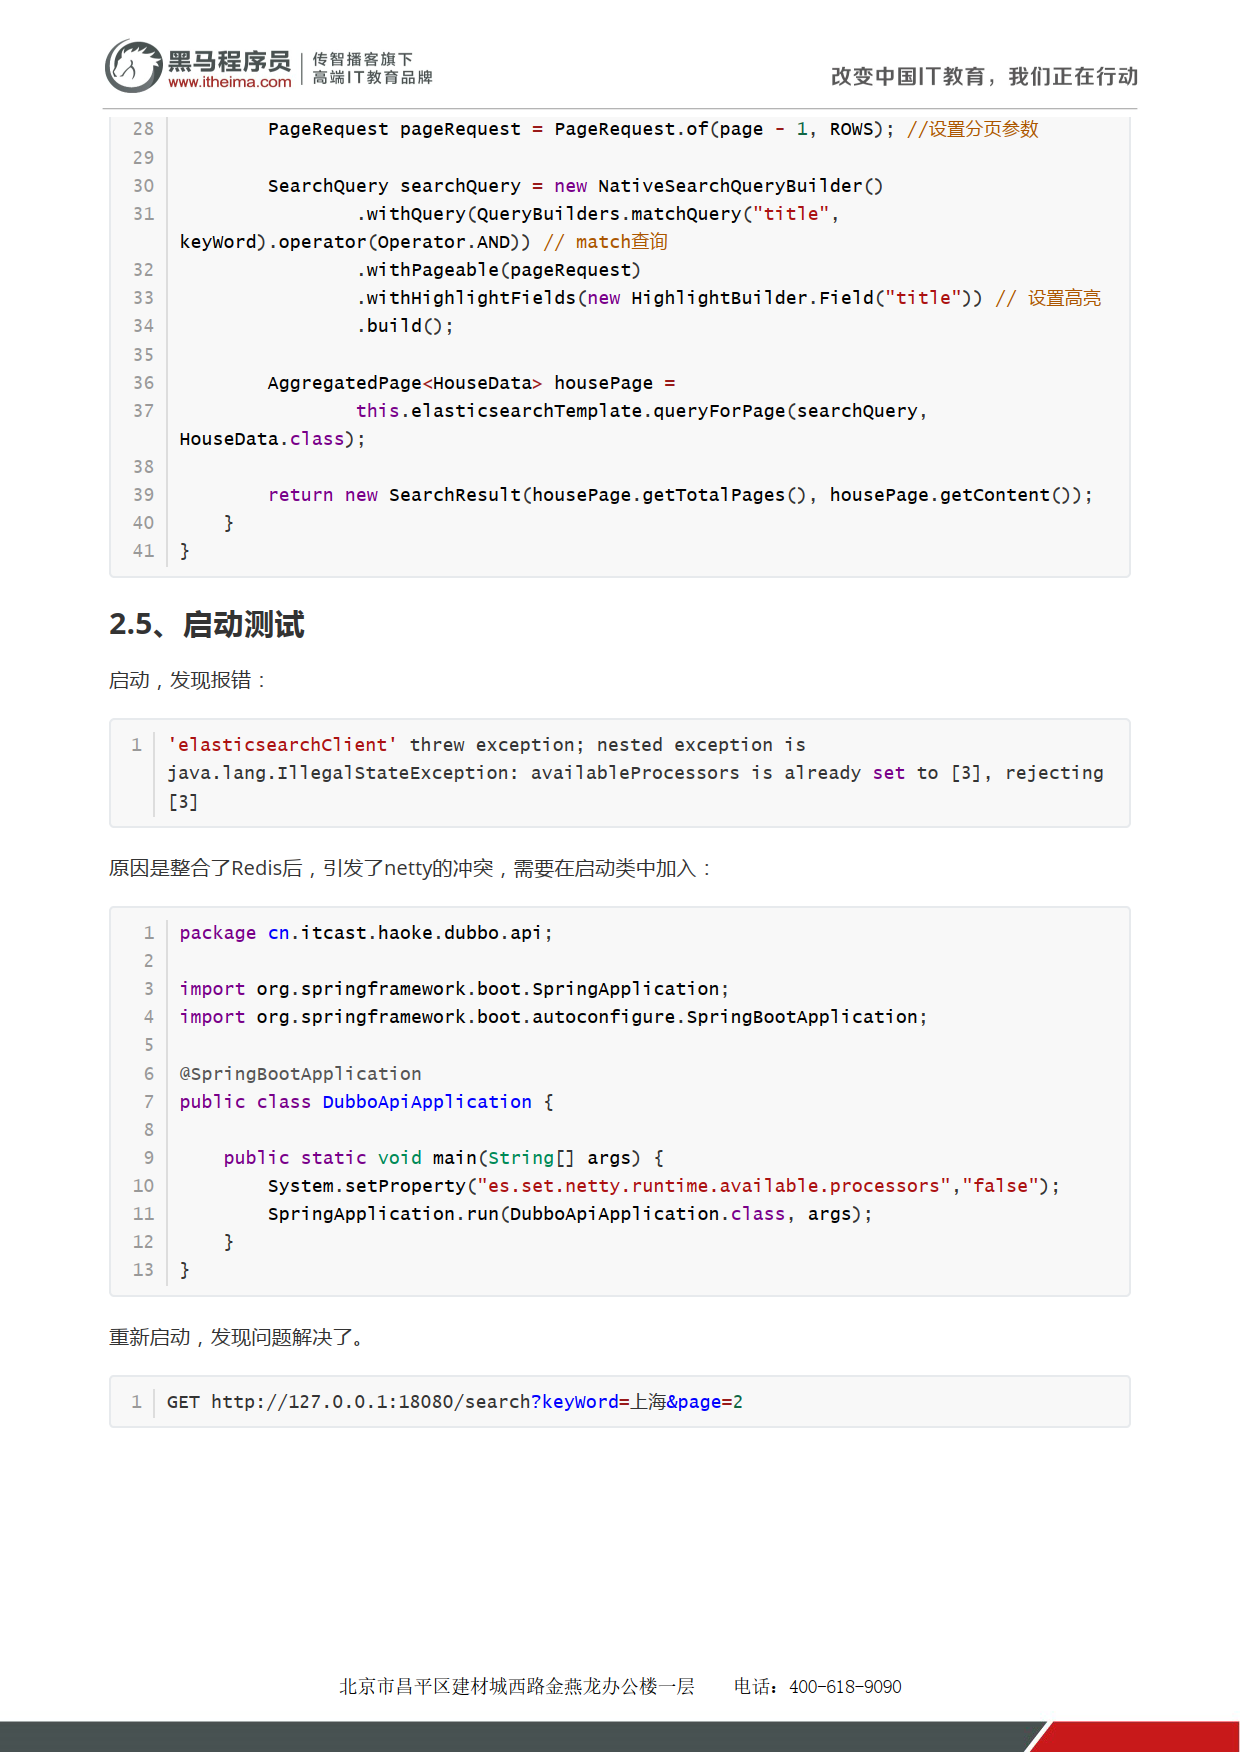 黑马程序员
www.itheima.com
传智播客旗下
高端IT教育品牌
改变中国IT教育，我们正在行动
28         PageRequest pageRequest = PageRequest.of(page - 1, ROWS); //设置分页参数
29
30         SearchQuery searchQuery = new NativeSearchQueryBuilder()
31                 .withQuery(QueryBuilders.matchQuery("title",
keyWord).operator(Operator.AND)) // match查询
32                 .withPageable(pageRequest)
33                 .withHighlightFields(new HighlightBuilder.Field("title")) // 设置高亮
34                 .build();
35
36         AggregatedPage<HouseData> housePage =
37                 this.elasticsearchTemplate.queryForPage(searchQuery,
HouseData.class);
38
39         return new SearchResult(housePage.getTotalPages(), housePage.getContent());
40     }
41 }
2.5、启动测试
启动，发现报错：
1 'elasticsearchClient' threw exception; nested exception is
java.lang.IllegalStateException: availableProcessors is already set to [3], rejecting
[3]
原因是整合了Redis后，引发了netty的冲突，需要在启动类中加入：
1 package cn.itcast.haoke.dubbo.api;
2
3 import org.springframework.boot.SpringApplication;
4 import org.springframework.boot.autoconfigure.SpringBootApplication;
5
6 @SpringBootApplication
7 public class DubboApiApplication {
8
9     public static void main(String[] args) {
10         System.setProperty("es.set.netty.runtime.available.processors","false");
11         SpringApplication.run(DubboApiApplication.class, args);
12     }
13 }
重新启动，发现问题解决了。
1 GET http://127.0.0.1:18080/search?keyWord=上海&page=2
北京市昌平区建材城西路金燕龙办公楼一层 电话：400-618-9090